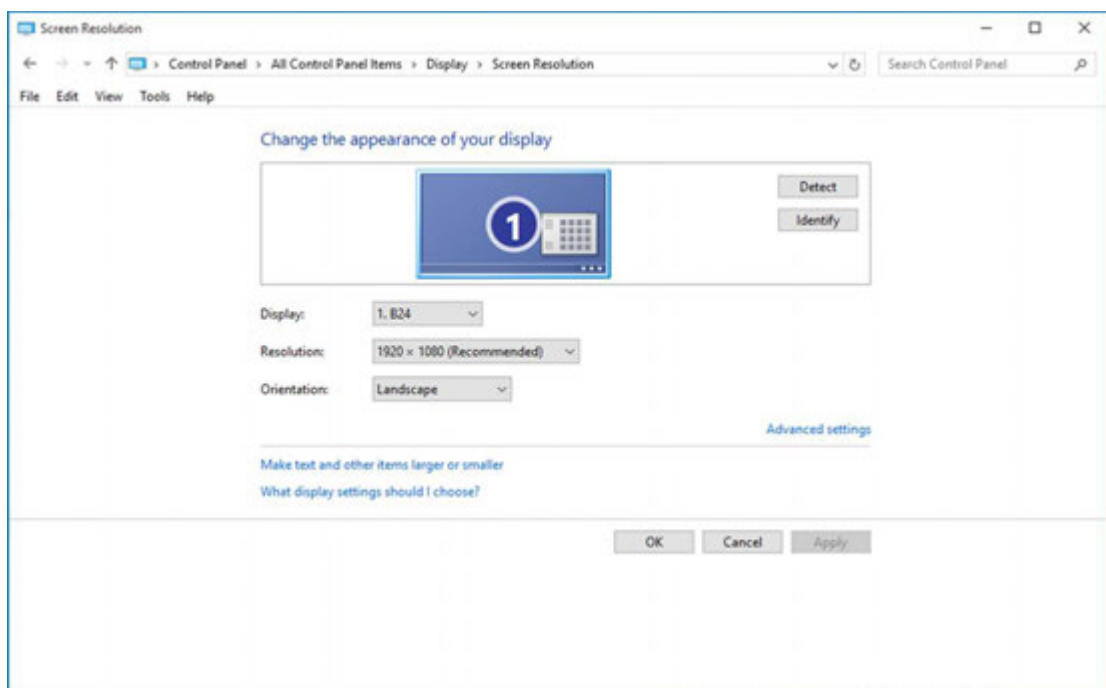 Screen Resolution
Control Panel > All Control Panel Items > Display > Screen Resolution
Search Control Panel
File Edit View Tools Help
Change the appearance of your display
1
Detect
Identify
Display: 1. B24
Resolution: 1920 × 1080 (Recommended)
Orientation: Landscape
Advanced settings
Make text and other items larger or smaller
What display settings should I choose?
OK Cancel Apply